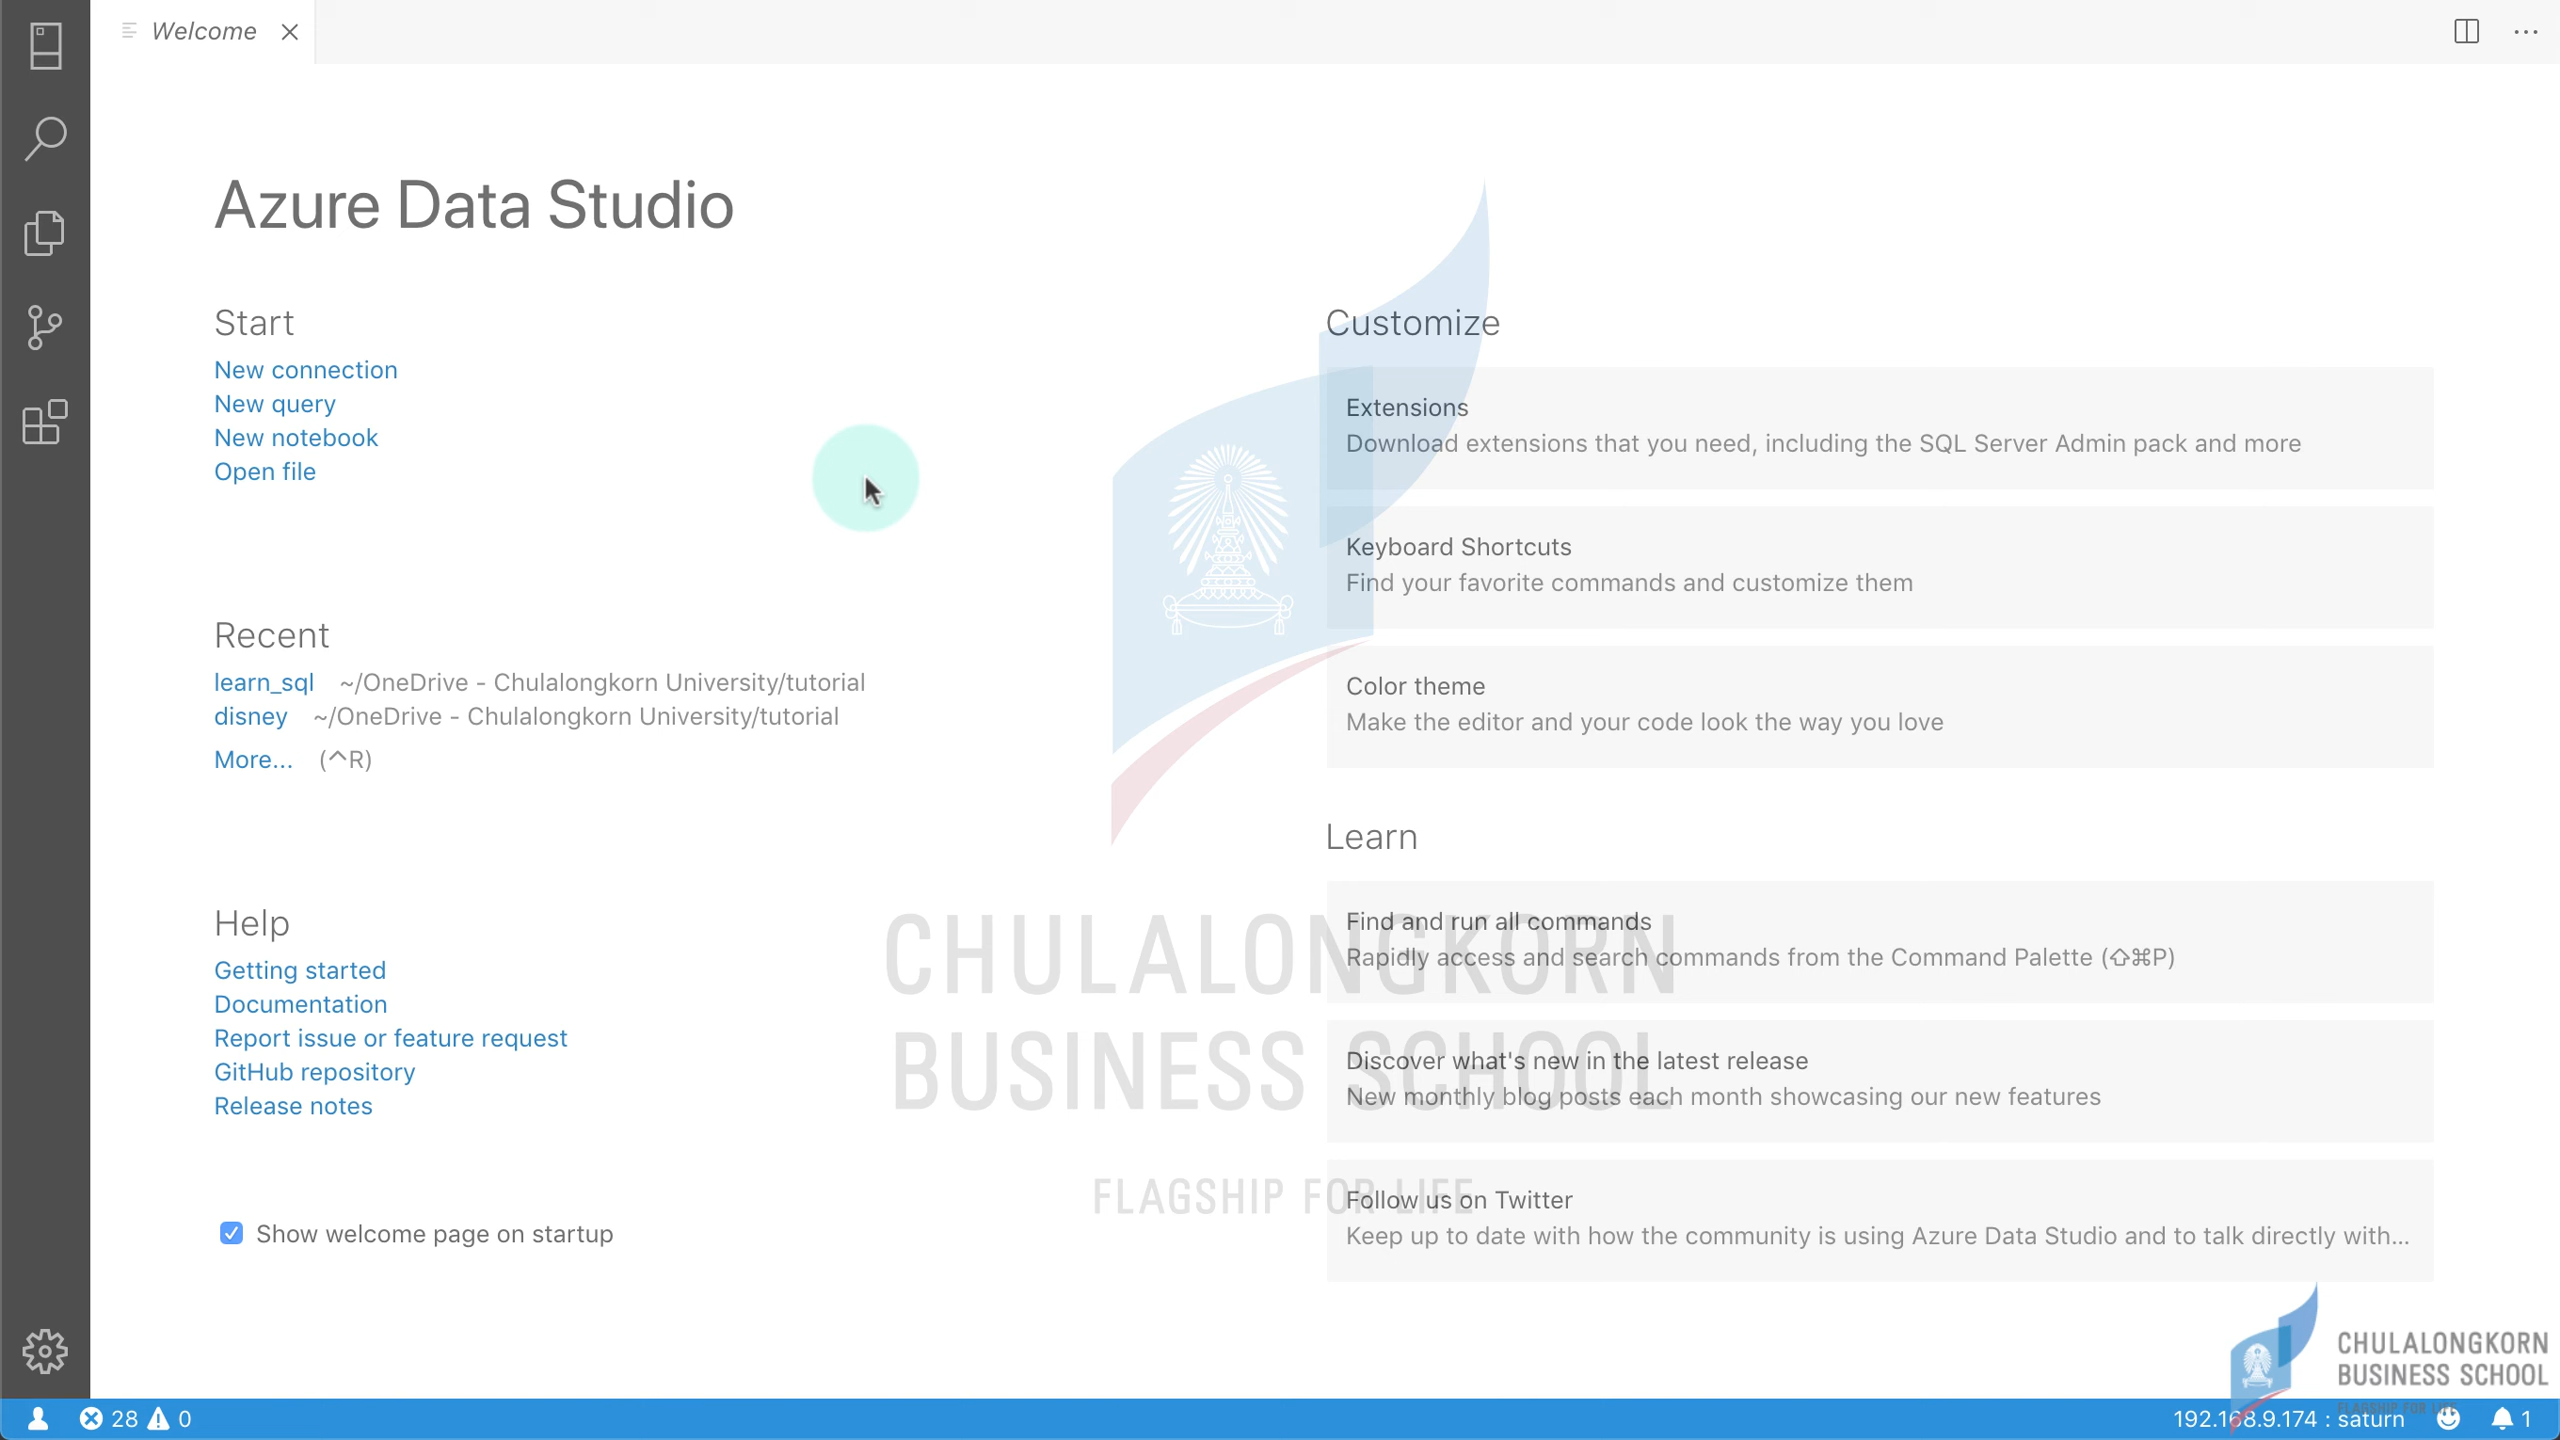 Welcome
Azure Data Studio
Start
New connection
New query
New notebook
Open file
Recent
learn_sql ~/OneDrive - Chulalongkorn University/tutorial
disney ~/OneDrive - Chulalongkorn University/tutorial
More... (^R)
Help
Getting started
Documentation
Report issue or feature request
GitHub repository
Release notes
Show welcome page on startup
Customize
Extensions
Download extensions that you need, including the SQL Server Admin pack and more
Keyboard Shortcuts
Find your favorite commands and customize them
Color theme
Make the editor and your code look the way you love
Learn
Find and run all commands
Rapidly access and search commands from the Command Palette (⇧⌘P)
Discover what's new in the latest release
New monthly blog posts each month showcasing our new features
Follow us on Twitter
Keep up to date with how the community is using Azure Data Studio and to talk directly with...
CHULALONGKORN
BUSINESS SCHOOL
FLAGSHIP FOR LIFE
CHULALONGKORN
BUSINESS SCHOOL
FLAGSHIP FOR LIFE
28 0
192.168.9.174 : saturn
1